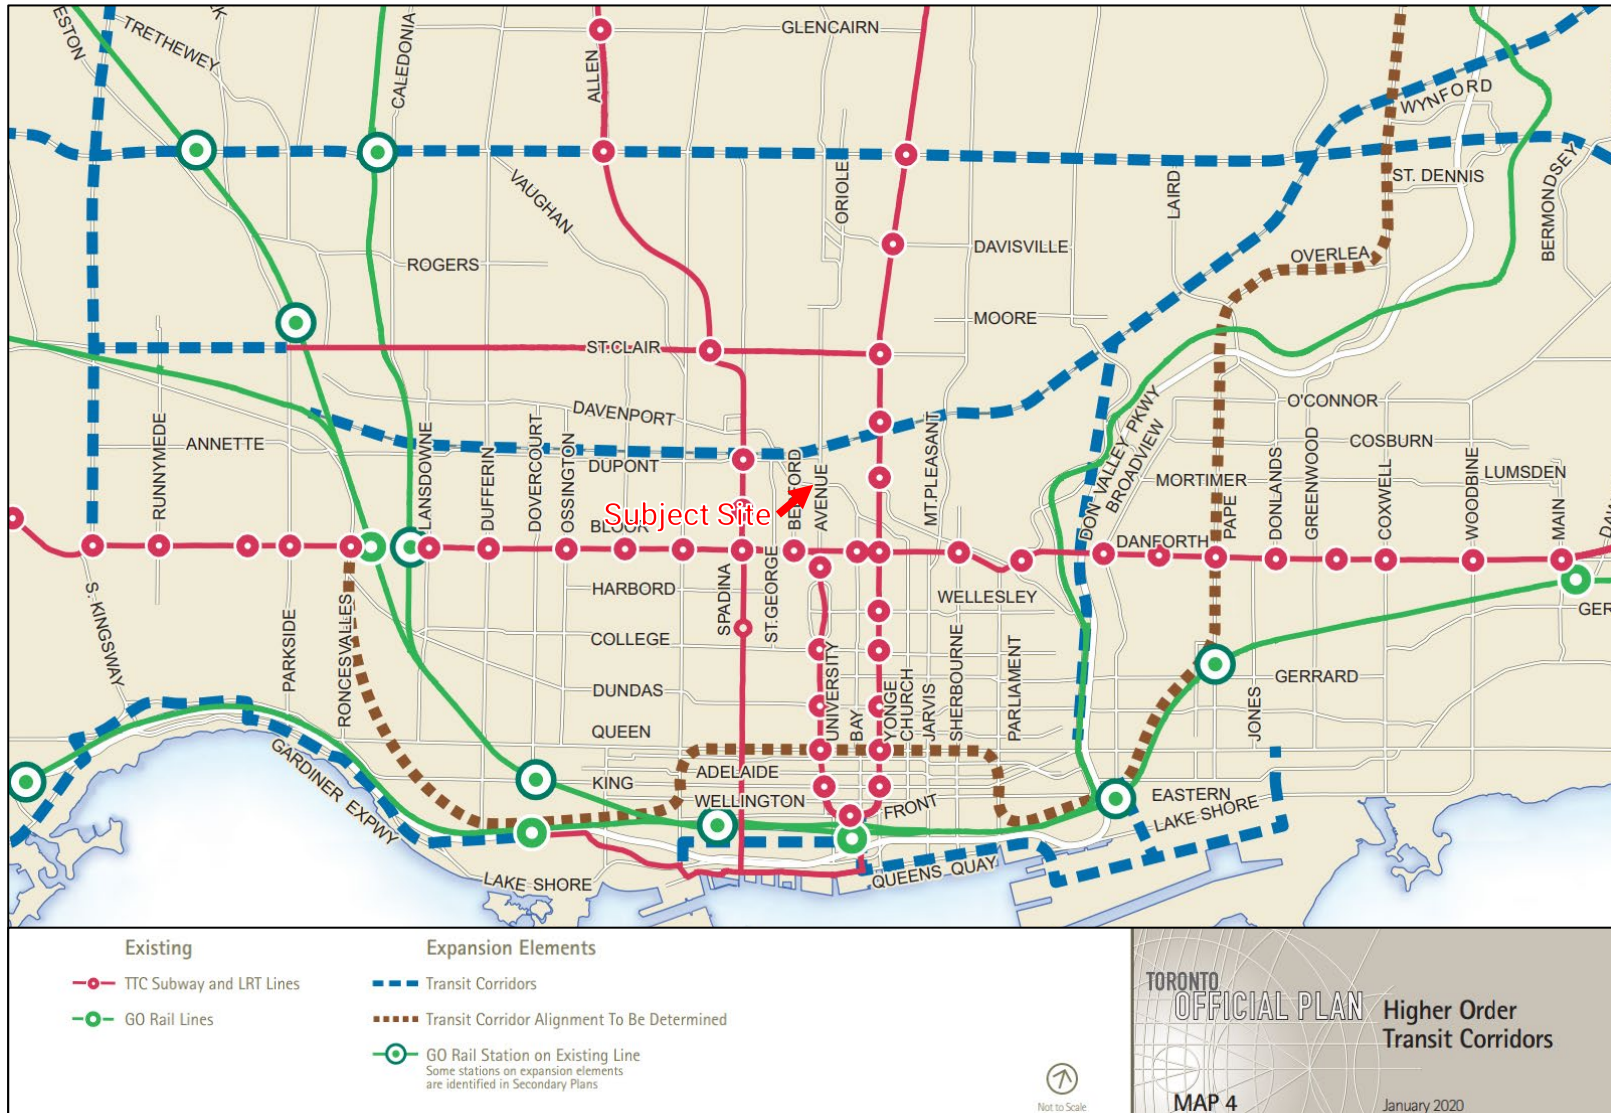 GLENCAIRN
TRETHEWEY
CALEDONIA
ALLEN
WYNFORD
VAUGHAN
ORIOLE
LAIRD
ST. DENNIS
BERMONDSEY
ROGERS
DAVISVILLE
OVERLEA
MOORE
ST.CLAIR
DAVENPORT
O'CONNOR
ANNETTE
RUNNYMEDE
LANSDOWNE
DUFFERIN
DOVERCOURT
OSSINGTON
DUPONT
AVENUE
MT.PLEASANT
DON VALLEY PKWY
BROADVIEW
COSBURN
MORTIMER
LUMSDEN
PAPE
DONLANDS
GREENWOOD
COXWELL
WOODBINE
MAIN
Subject Site
BLOOR
DANFORTH
HARBORD
WELLESLEY
S. KINGSWAY
PARKSIDE
RONCESVALLES
SPADINA
ST.GEORGE
COLLEGE
DUNDAS
QUEEN
UNIVERSITY
BAY
YONGE
CHURCH
JARVIS
SHERBOURNE
PARLIAMENT
GERRARD
JONES
GARDINER EXPWY
KING
ADELAIDE
WELLINGTON
FRONT
EASTERN
LAKE SHORE
QUEENS QUAY
LAKE SHORE
Existing
TTC Subway and LRT Lines
GO Rail Lines
Expansion Elements
Transit Corridors
Transit Corridor Alignment To Be Determined
GO Rail Station on Existing Line
Some stations on expansion elements
are identified in Secondary Plans
Not to Scale
TORONTO
OFFICIAL PLAN
Higher Order
Transit Corridors
MAP 4
January 2020